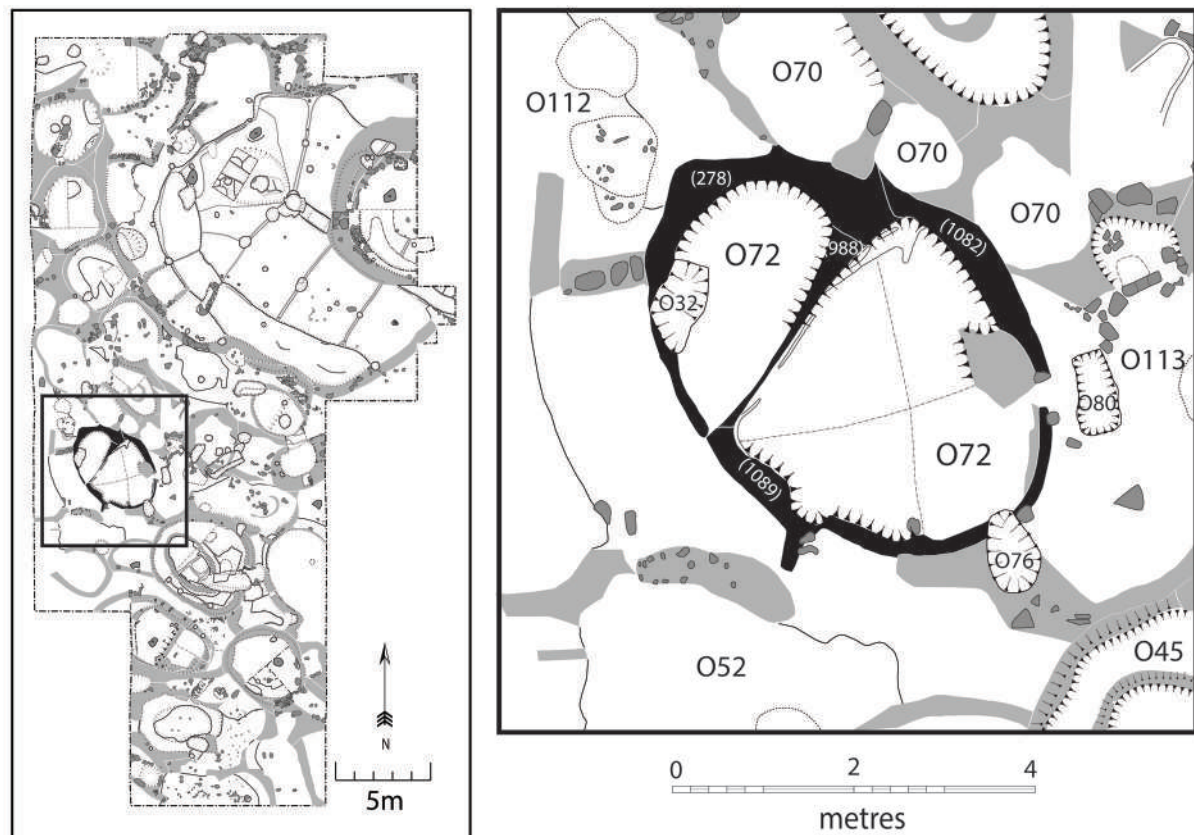 N
5m
O70
O112
O70
(278)
O70
(1082)
988)
O72
O32
O113
O80
O72
(1089)
O76
O52
O45
0 2 4
metres